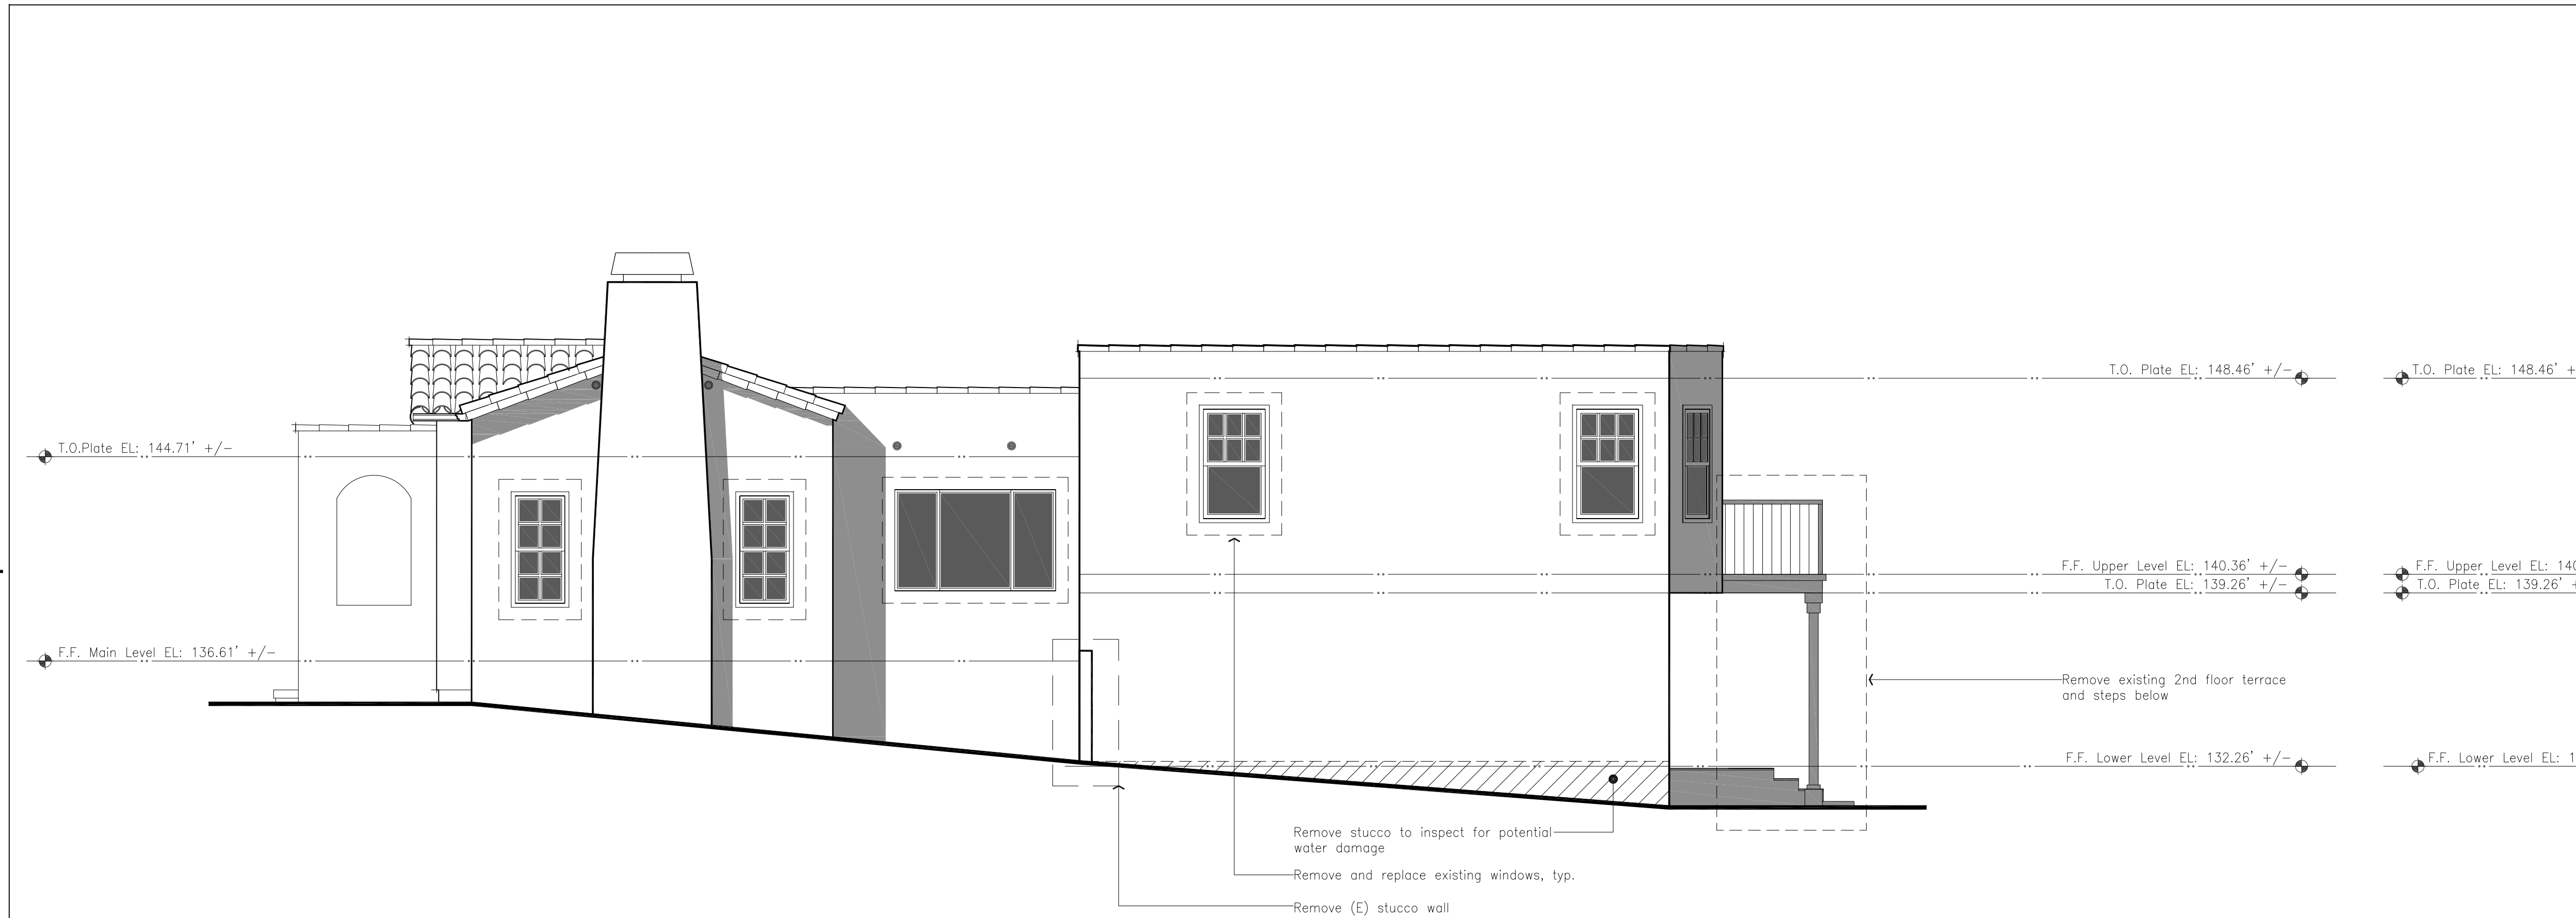 T.O. Plate EL: 148.46' +/-
T.O. Plate EL: 148.46' +
T.O.Plate EL: 144.71' +/-
F.F. Upper Level EL: 140.36' +/-
F.F. Upper Level EL: 140
T.O. Plate EL: 139.26' +/-
T.O. Plate EL: 139.26' +
F.F. Main Level EL: 136.61' +/-
Remove existing 2nd floor terrace
and steps below
F.F. Lower Level EL: 132.26' +/-
F.F. Lower Level EL: 1
Remove stucco to inspect for potential
water damage
Remove and replace existing windows, typ.
Remove (E) stucco wall